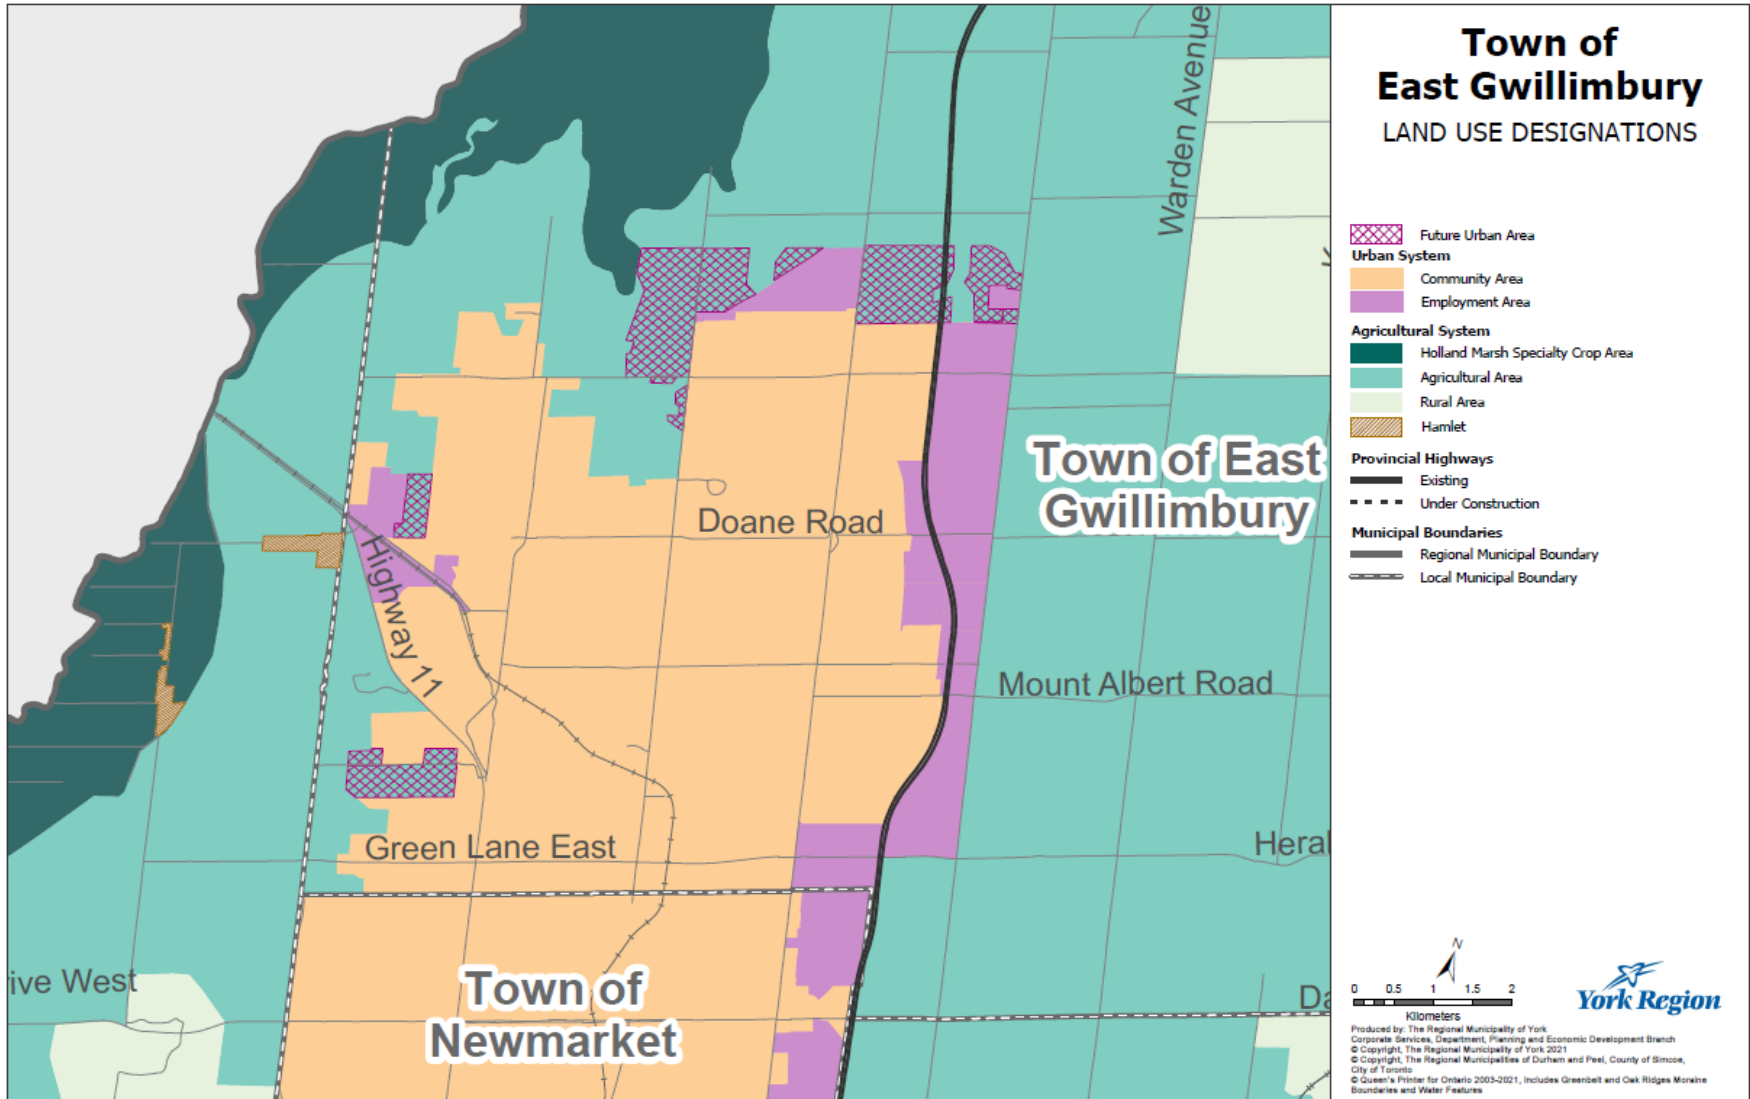 Town of
East Gwillimbury
LAND USE DESIGNATIONS
Future Urban Area
Urban System
Community Area
Employment Area
Agricultural System
Holland Marsh Specialty Crop Area
Agricultural Area
Rural Area
Hamlet
Provincial Highways
Existing
Under Construction
Municipal Boundaries
Regional Municipal Boundary
Local Municipal Boundary
Warden Avenue
Town of East
Gwillimbury
Doane Road
Highway 11
Mount Albert Road
Green Lane East
Heral
ive West
Town of
Newmarket
Da
N
0 0.5 1 1.5 2
Kilometers
York Region
Produced by: The Regional Municipality of York
Corporate Services, Department, Planning and Economic Development Branch
© Copyright, The Regional Municipality of York 2021
© Copyright, The Regional Municipalities of Durham and Peel, County of Simcoe,
City of Toronto
© Queen's Printer for Ontario 2003-2021, Includes Greenbelt and Oak Ridges Moraine
Boundaries and Water Features